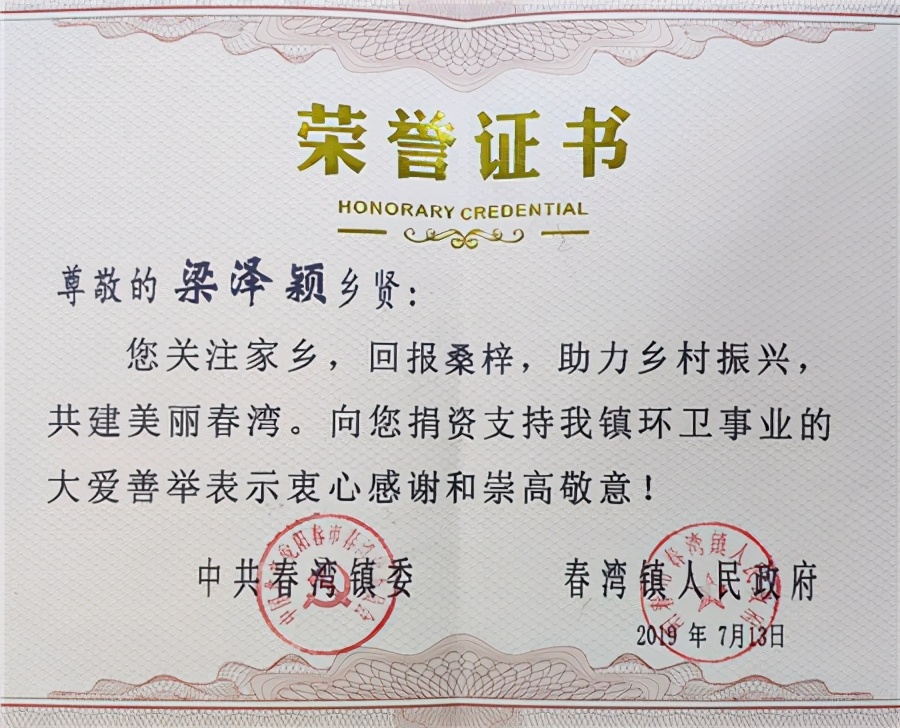 荣誉证书
HONORARY CREDENTIAL
尊敬的梁泽颖乡贤：
您关注家乡，回报桑梓，助力乡村振兴，
共建美丽春湾。向您捐资支持我镇环卫事业的
大爱善举表示衷心感谢和崇高敬意！
中共春湾镇委 春湾镇人民政府
2019 年 7月13日